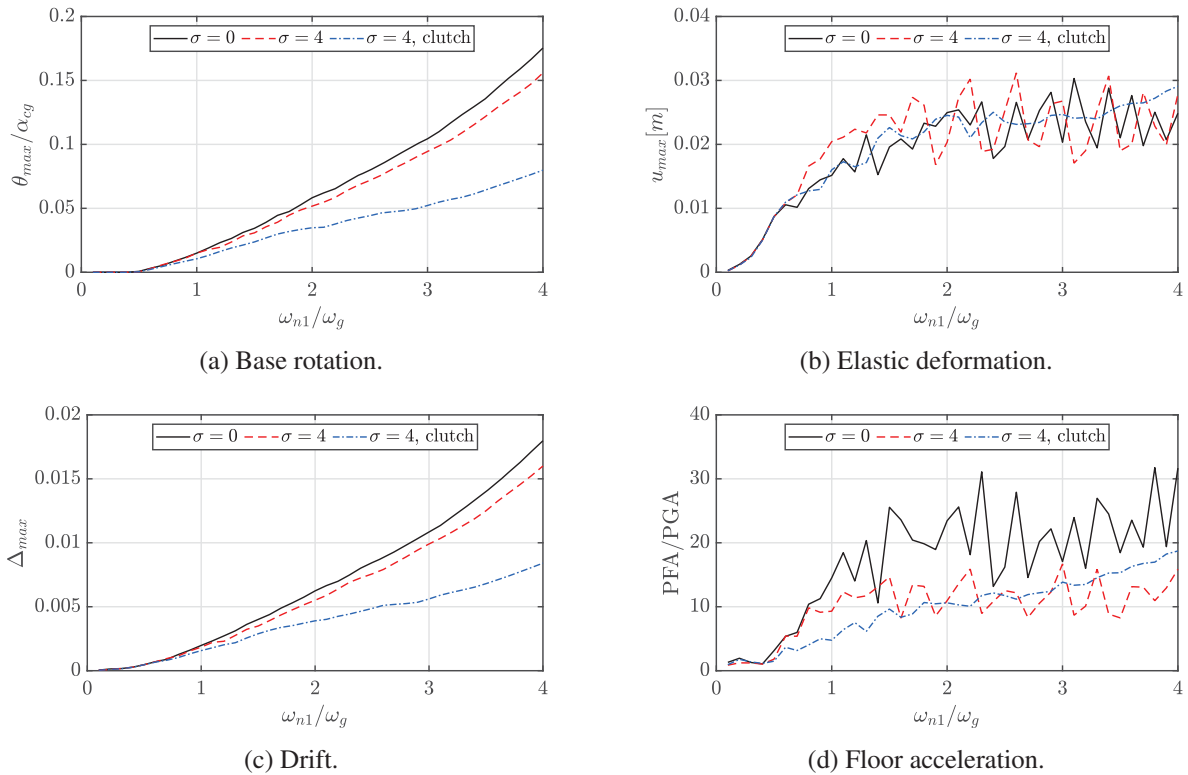 0.2
σ = 0 σ = 4 σ = 4, clutch
0.15
0.1
0.05
0
θmax/αcg
0 1 2 3 4
ωn1/ωg
(a) Base rotation.
0.04
σ = 0 σ = 4 σ = 4, clutch
0.03
0.02
0.01
0
umax[m]
0 1 2 3 4
ωn1/ωg
(b) Elastic deformation.
0.02
σ = 0 σ = 4 σ = 4, clutch
0.015
0.01
0.005
0
Δmax
0 1 2 3 4
ωn1/ωg
(c) Drift.
40
σ = 0 σ = 4 σ = 4, clutch
30
20
10
0
PFA/PGA
0 1 2 3 4
ωn1/ωg
(d) Floor acceleration.